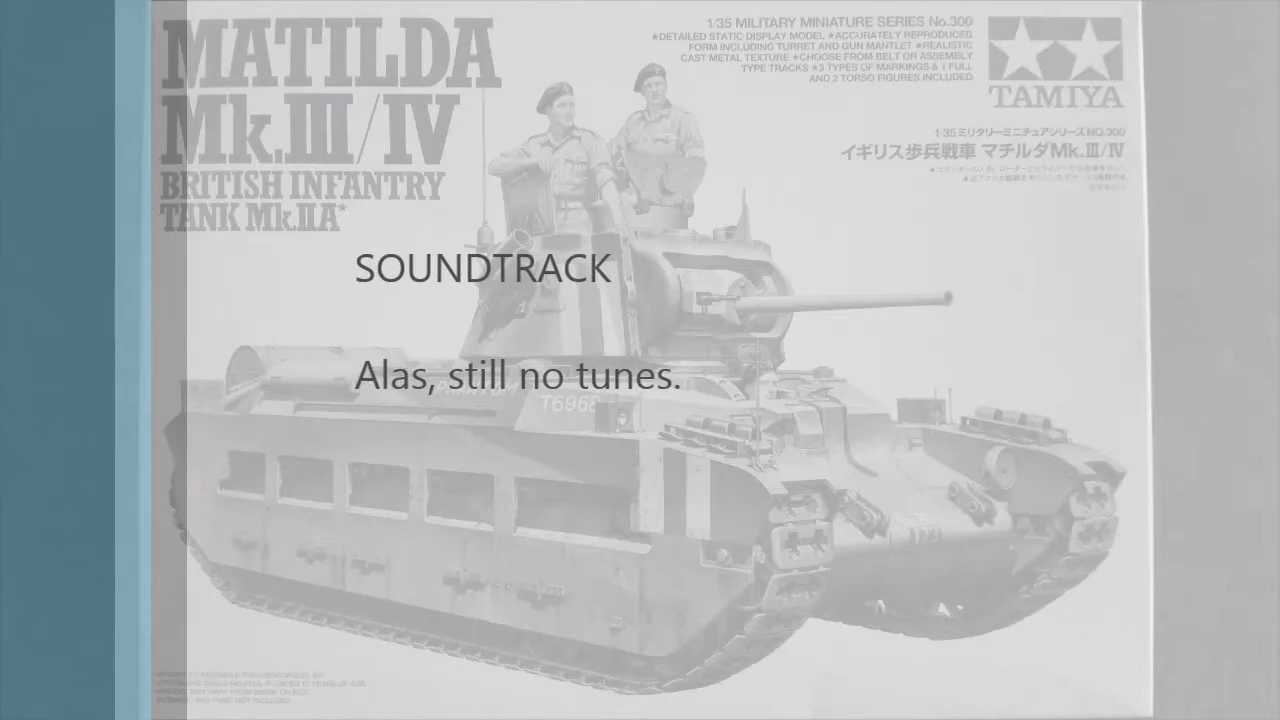 MATILDA
Mk.III/IV
BRITISH INFANTRY
TANK Mk.IIA*
1/35 MILITARY MINIATURE SERIES No.300
★DETAILED STATIC DISPLAY MODEL ★ACCURATELY REPRODUCED
FORM INCLUDING TURRET AND GUN MANTLET ★REALISTIC
CAST METAL TEXTURE ★CHOOSE FROM BELT OR ASSEMBLY
TYPE TRACKS ★3 TYPES OF MARKINGS & 1 FULL
AND 2 TORSO FIGURES INCLUDED
TAMIYA
1/35ミリタリーミニチュアシリーズNO.300
イギリス歩兵戦車 マチルダMk.III/IV
SOUNDTRACK
Alas, still no tunes.
PHANTOM
173